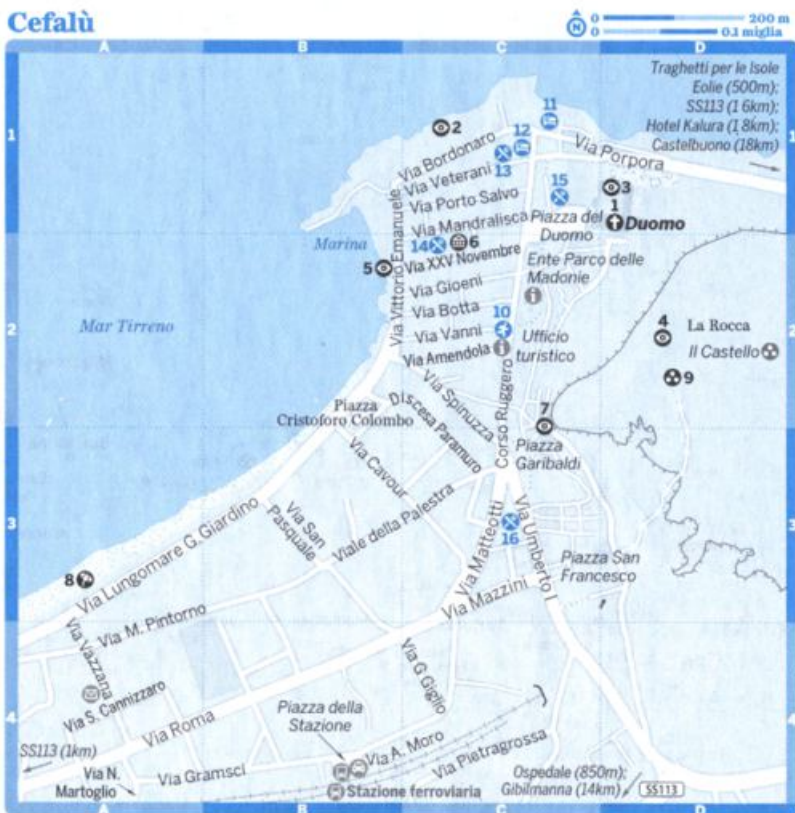 Cefalù
N
0 200 m
0 0.1 miglia
A B C D
1
2
3
4
Traghetti per le Isole
Eolie (500m);
SS113 (1 6km);
Hotel Kalura (1,8km);
Castelbuono (18km)
11
2
12
Via Bordonaro
Via Porpora
13
Via Veterani
15
3
Via Porto Salvo
1
Via Mandralisca
Piazza del
Duomo
Duomo
Marina
14
6
5
Via XXV Novembre
Ente Parco delle
Madonie
Via Vittorio Emanuele
Via Gioeni
Via Botta
10
4
La Rocca
Mar Tirreno
Via Vanni
Ufficio
turistico
Il Castello
Via Amendola
9
Via Spinuzza
Corso Ruggero
Piazza
Cristoforo Colombo
Discesa Paramuro
7
Piazza
Garibaldi
Via Cavour
Via San
Pasquale
Viale della Palestra
16
Via Matteotti
Via Umberto I
Piazza San
Francesco
8
Via Lungomare G. Giardino
Via Mazzini
Via M. Pintorno
Via Vazzana
Via G Giglio
Via S. Cannizzaro
Piazza della
Stazione
Via Roma
SS113 (1km)
Via A. Moro
Via Pietragrossa
Via N.
Martoglio
Via Gramsci
Stazione ferroviaria
Ospedale (850m);
Gibilmanna (14km)
SS113
A B C D
1
2
3
4